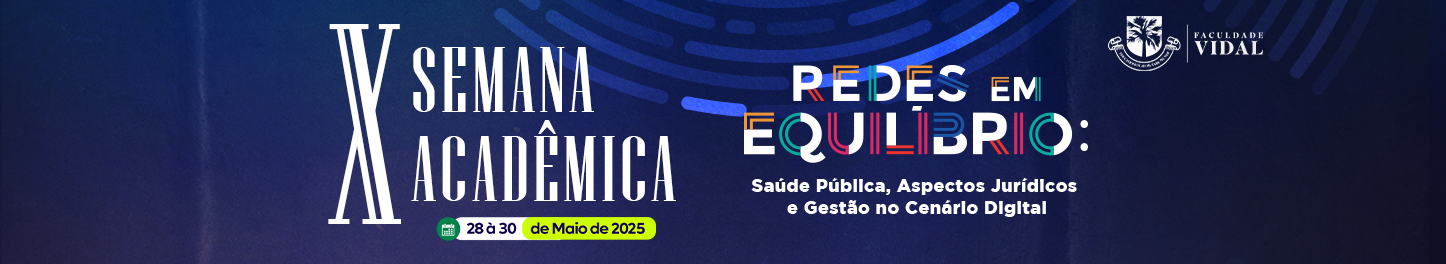 X SEMANA
ACADÊMICA
28 à 30 de Maio de 2025
REDES EM
EQUILÍBRIO:
Saúde Pública, Aspectos Jurídicos
e Gestão no Cenário Digital
FACULDADE
VIDAL